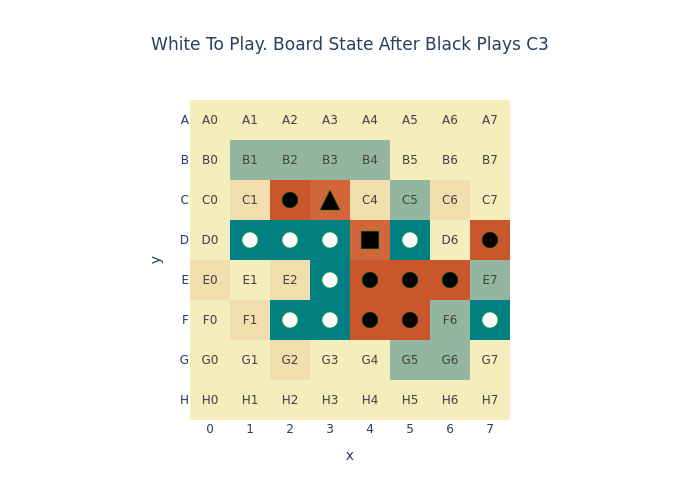 White To Play. Board State After Black Plays C3
A A0 A1 A2 A3 A4 A5 A6 A7
B B0 B1 B2 B3 B4 B5 B6 B7
C C0 C1 C4 C5 C6 C7
D D0 D6
y
E E0 E1 E2 E7
F F0 F1 F6
G G0 G1 G2 G3 G4 G5 G6 G7
H H0 H1 H2 H3 H4 H5 H6 H7
0 1 2 3 4 5 6 7
x